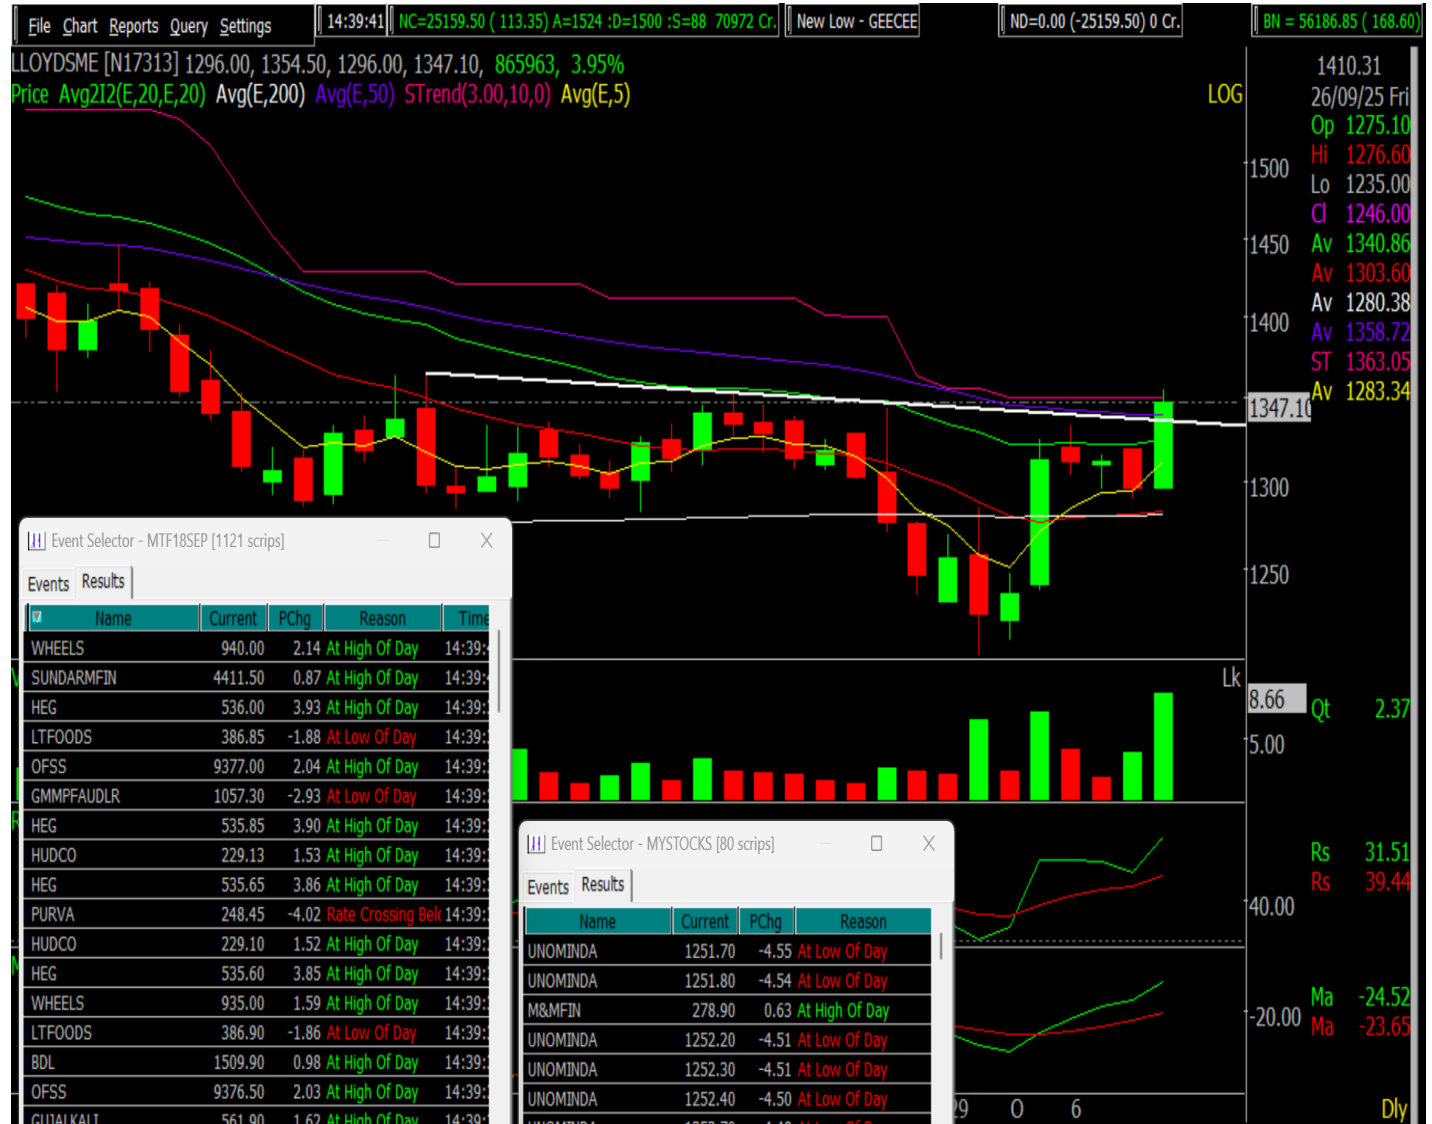 File Chart Reports Query Settings
14:39:41
NC=25159.50 ( 113.35) A=1524 :D=1500 :S=88 70972 Cr.
New Low - GEECEE
ND=0.00 (-25159.50) 0 Cr.
BN = 56186.85 ( 168.60)
LLOYDSME [N17313] 1296.00, 1354.50, 1296.00, 1347.10, 865963, 3.95%
Price Avg2I2(E,20,E,20) Avg(E,200) Avg(E,50) STrend(3.00,10,0) Avg(E,5)
LOG
1410.31
26/09/25 Fri
Op 1275.10
Hi 1276.60
Lo 1235.00
Cl 1246.00
Av 1340.86
Av 1303.60
Av 1280.38
Av 1358.72
ST 1363.05
Av 1283.34
1500
1450
1400
1347.10
1300
1250
Lk
8.66
Qt 2.37
5.00
Rs 31.51
Rs 39.44
40.00
Ma -24.52
Ma -23.65
-20.00
29 O 6
Dly
Event Selector - MTF18SEP [1121 scrips]
Events Results
Name Current PChg Reason Time
WHEELS 940.00 2.14 At High Of Day 14:39:
SUNDARMFIN 4411.50 0.87 At High Of Day 14:39:
HEG 536.00 3.93 At High Of Day 14:39:
LTFOODS 386.85 -1.88 At Low Of Day 14:39:
OFSS 9377.00 2.04 At High Of Day 14:39:
GMMPFAUDLR 1057.30 -2.93 At Low Of Day 14:39:
HEG 535.85 3.90 At High Of Day 14:39:
HUDCO 229.13 1.53 At High Of Day 14:39:
HEG 535.65 3.86 At High Of Day 14:39:
PURVA 248.45 -4.02 Rate Crossing Bel 14:39:
HUDCO 229.10 1.52 At High Of Day 14:39:
HEG 535.60 3.85 At High Of Day 14:39:
WHEELS 935.00 1.59 At High Of Day 14:39:
LTFOODS 386.90 -1.86 At Low Of Day 14:39:
BDL 1509.90 0.98 At High Of Day 14:39:
OFSS 9376.50 2.03 At High Of Day 14:39:
GUJALKALI 561.90 1.62 At High Of Day 14:39:
Event Selector - MYSTOCKS [80 scrips]
Events Results
Name Current PChg Reason
UNOMINDA 1251.70 -4.55 At Low Of Day
UNOMINDA 1251.80 -4.54 At Low Of Day
M&MFIN 278.90 0.63 At High Of Day
UNOMINDA 1252.20 -4.51 At Low Of Day
UNOMINDA 1252.30 -4.51 At Low Of Day
UNOMINDA 1252.40 -4.50 At Low Of Day